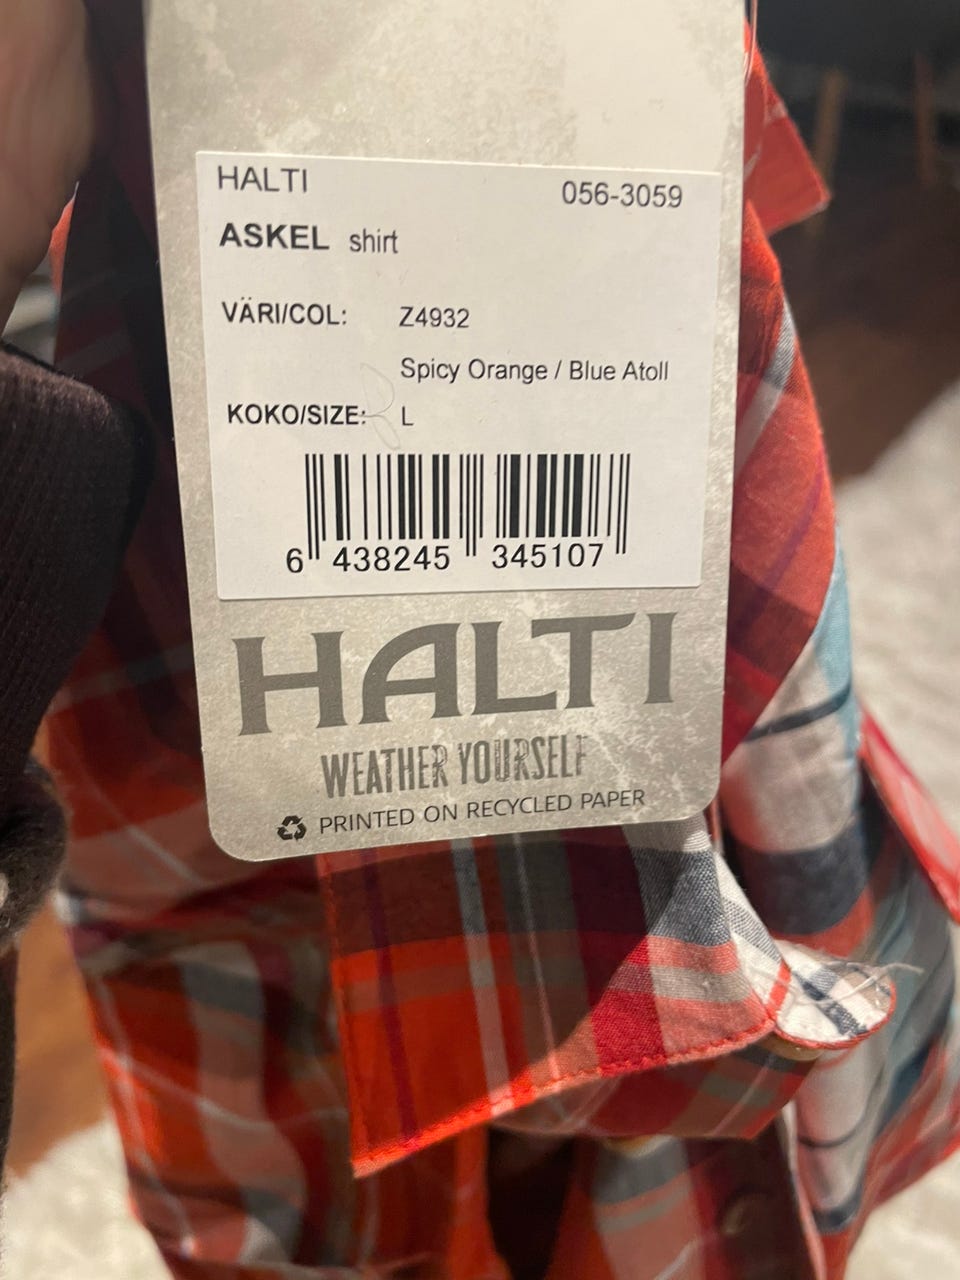 HALTI 056-3059
ASKEL shirt
VÄRI/COL: Z4932
Spicy Orange / Blue Atoll
KOKO/SIZE: L
6 438245 345107
HALTI
WEATHER YOURSELF
PRINTED ON RECYCLED PAPER